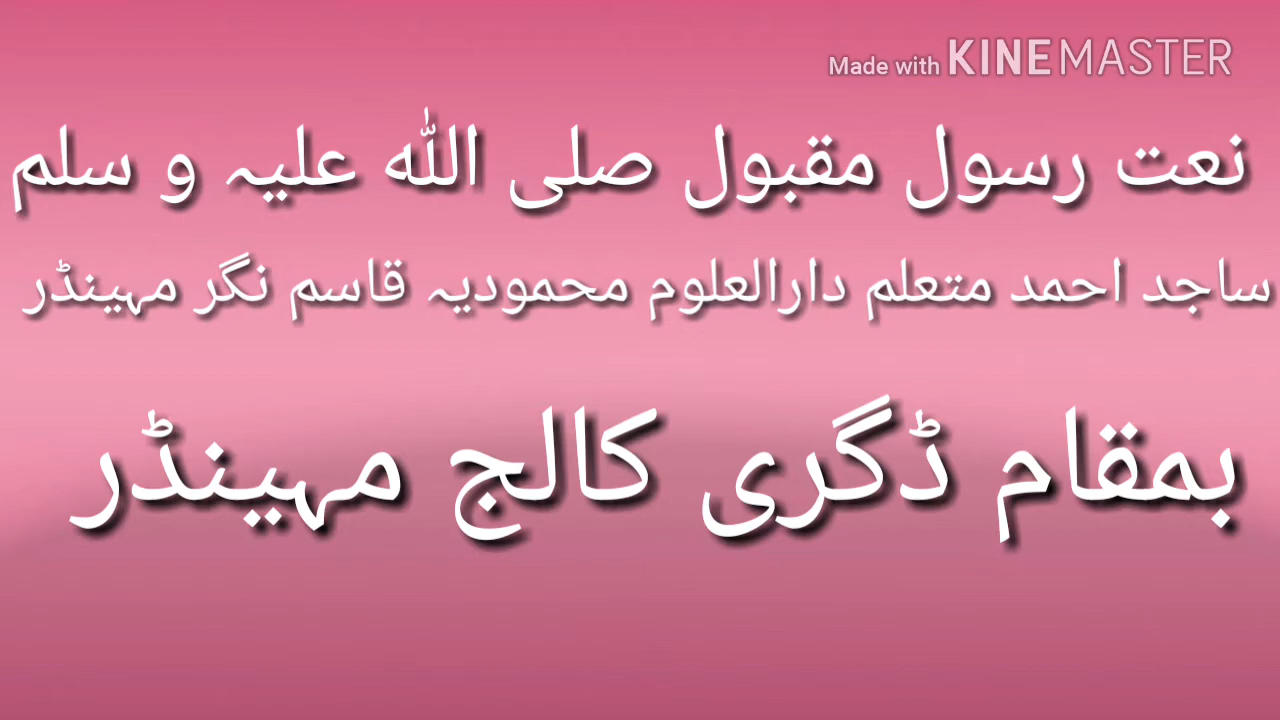 Made with KINEMASTER
نعت رسول مقبول صلی اللہ علیہ و سلم
ساجد احمد متعلم دارالعلوم محمودیہ قاسم نگر مہینڈر
بمقام ڈگری کالج مہینڈر